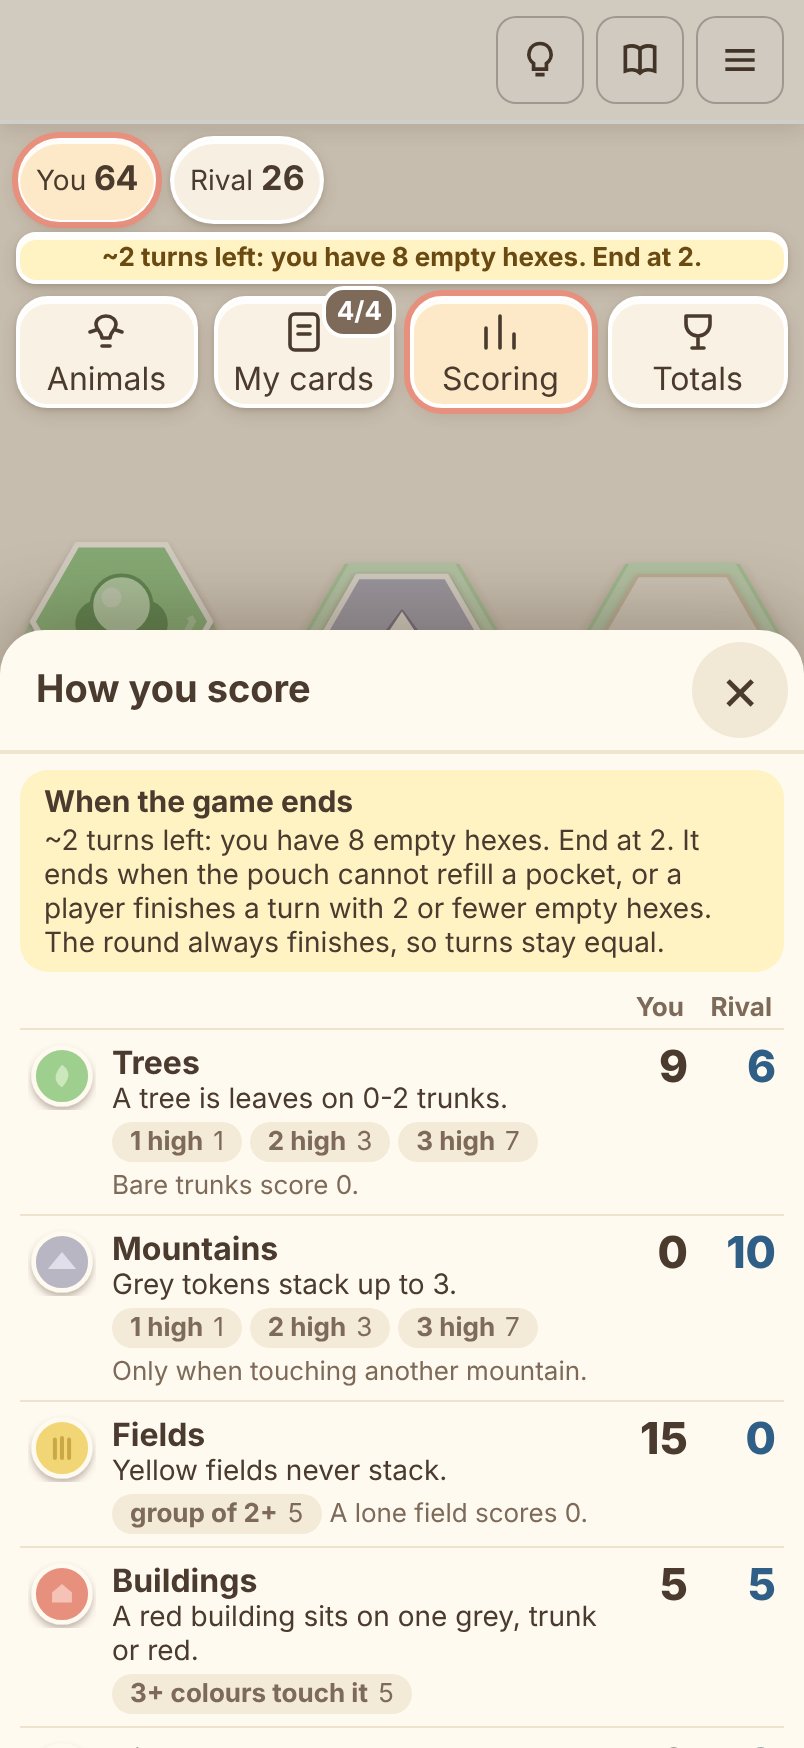 You 64
Rival 26
~2 turns left: you have 8 empty hexes. End at 2.
Animals
My cards
4/4
Scoring
Totals
How you score
When the game ends
~2 turns left: you have 8 empty hexes. End at 2. It
ends when the pouch cannot refill a pocket, or a
player finishes a turn with 2 or fewer empty hexes.
The round always finishes, so turns stay equal.
You Rival
Trees 9 6
A tree is leaves on 0-2 trunks.
1 high 1 2 high 3 3 high 7
Bare trunks score 0.
Mountains 0 10
Grey tokens stack up to 3.
1 high 1 2 high 3 3 high 7
Only when touching another mountain.
Fields 15 0
Yellow fields never stack.
group of 2+ 5 A lone field scores 0.
Buildings 5 5
A red building sits on one grey, trunk
or red.
3+ colours touch it 5